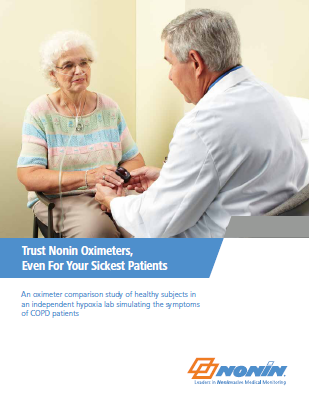 Trust Nonin Oximeters,
Even For Your Sickest Patients
An oximeter comparison study of healthy subjects in
an independent hypoxia lab simulating the symptoms
of COPD patients
NONIN
Leaders in Noninvasive Medical Monitoring